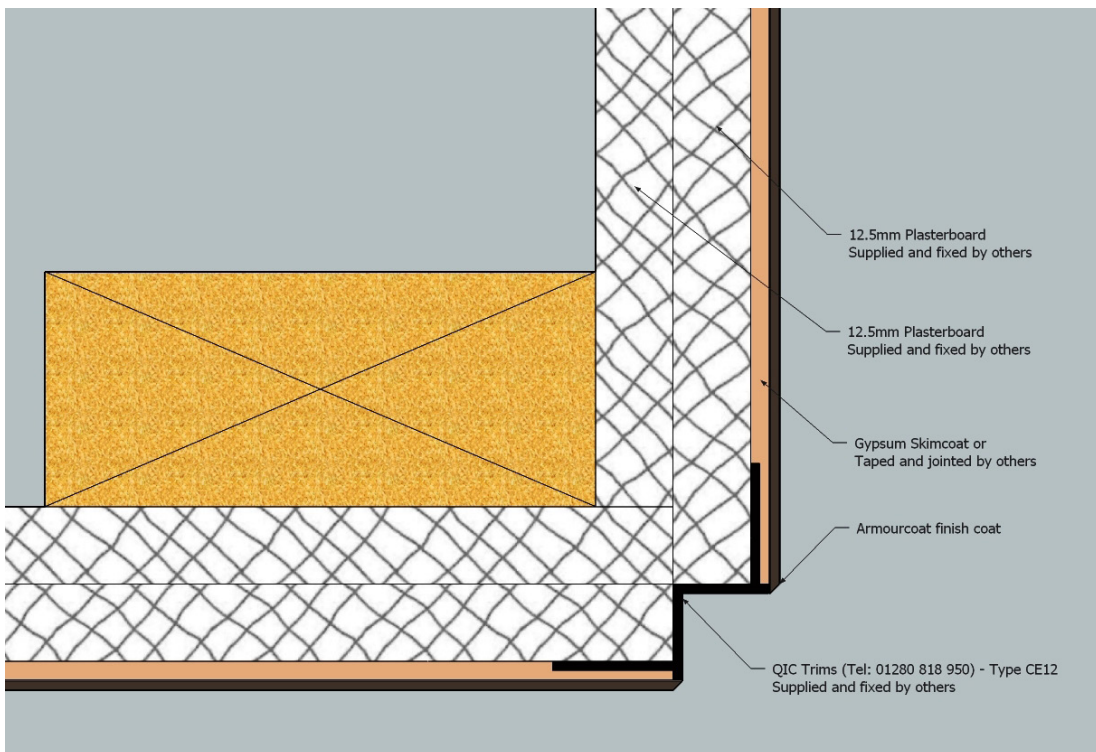 12.5mm Plasterboard
Supplied and fixed by others
12.5mm Plasterboard
Supplied and fixed by others
Gypsum Skimcoat or
Taped and jointed by others
Armourcoat finish coat
QIC Trims (Tel: 01280 818 950) - Type CE12
Supplied and fixed by others